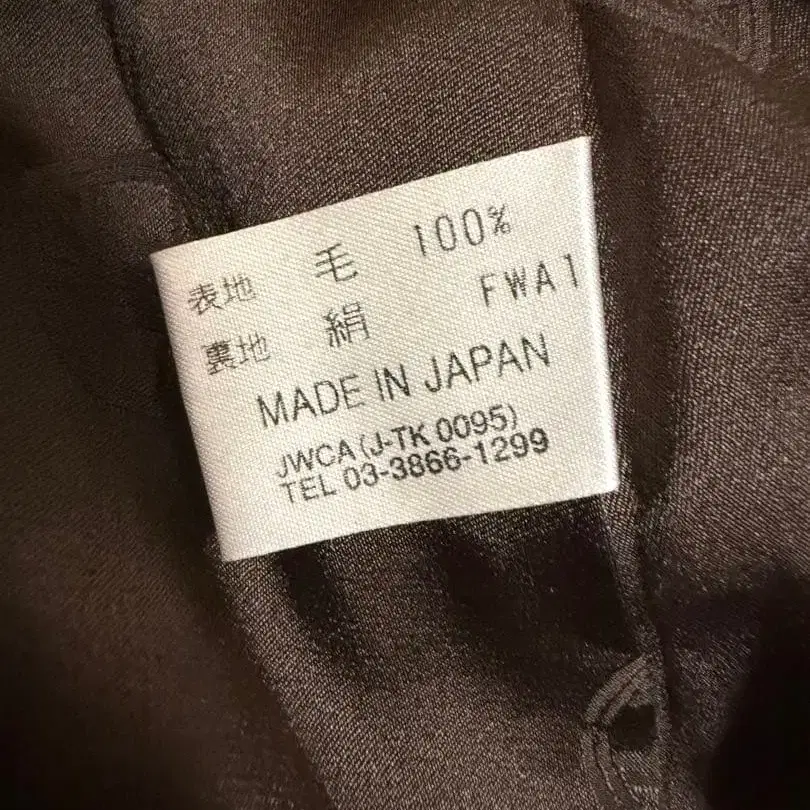 表地 毛 100%
裏地 絹 FWA1
MADE IN JAPAN
JWCA (J-TK 0095)
TEL 03-3866-1299